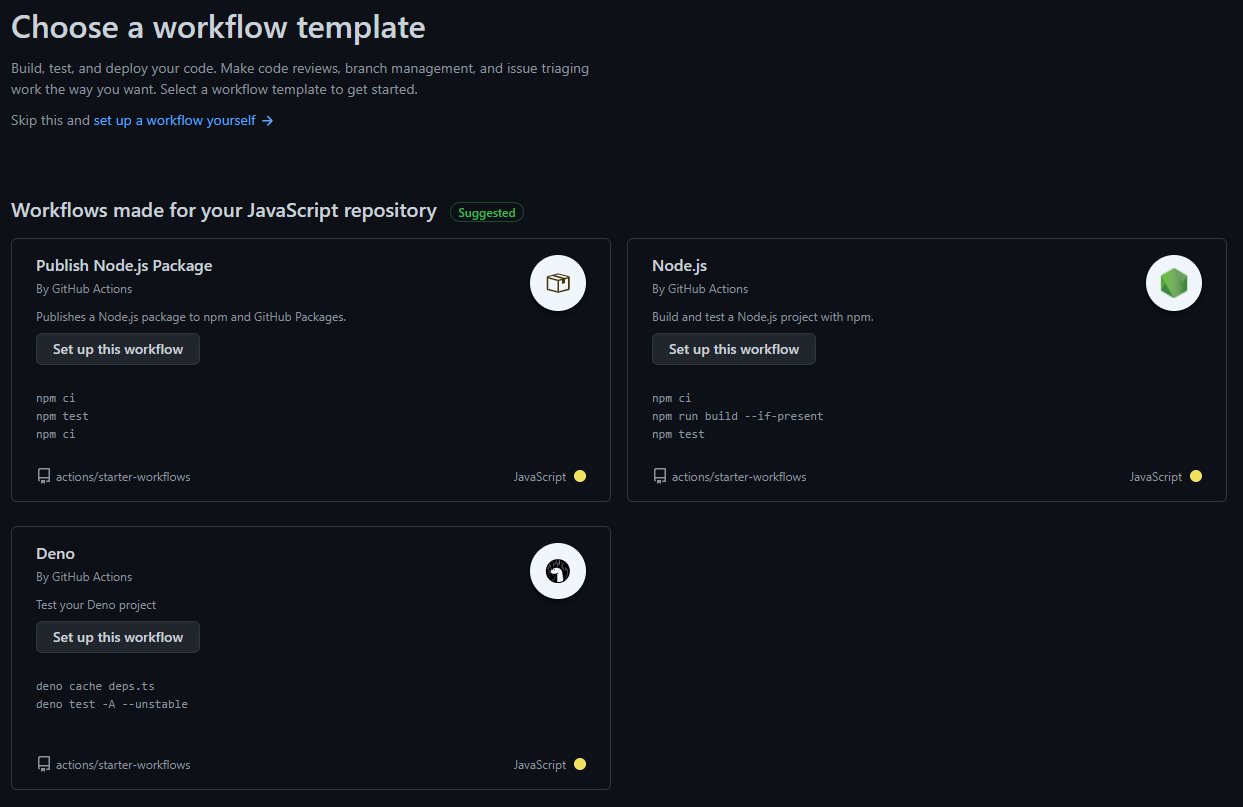 Choose a workflow template
Build, test, and deploy your code. Make code reviews, branch management, and issue triaging
work the way you want. Select a workflow template to get started.
Skip this and set up a workflow yourself →
Workflows made for your JavaScript repository Suggested
Publish Node.js Package
By GitHub Actions
Publishes a Node.js package to npm and GitHub Packages.
Set up this workflow
npm ci
npm test
npm ci
actions/starter-workflows JavaScript
Node.js
By GitHub Actions
Build and test a Node.js project with npm.
Set up this workflow
npm ci
npm run build --if-present
npm test
actions/starter-workflows JavaScript
Deno
By GitHub Actions
Test your Deno project
Set up this workflow
deno cache deps.ts
deno test -A --unstable
actions/starter-workflows JavaScript